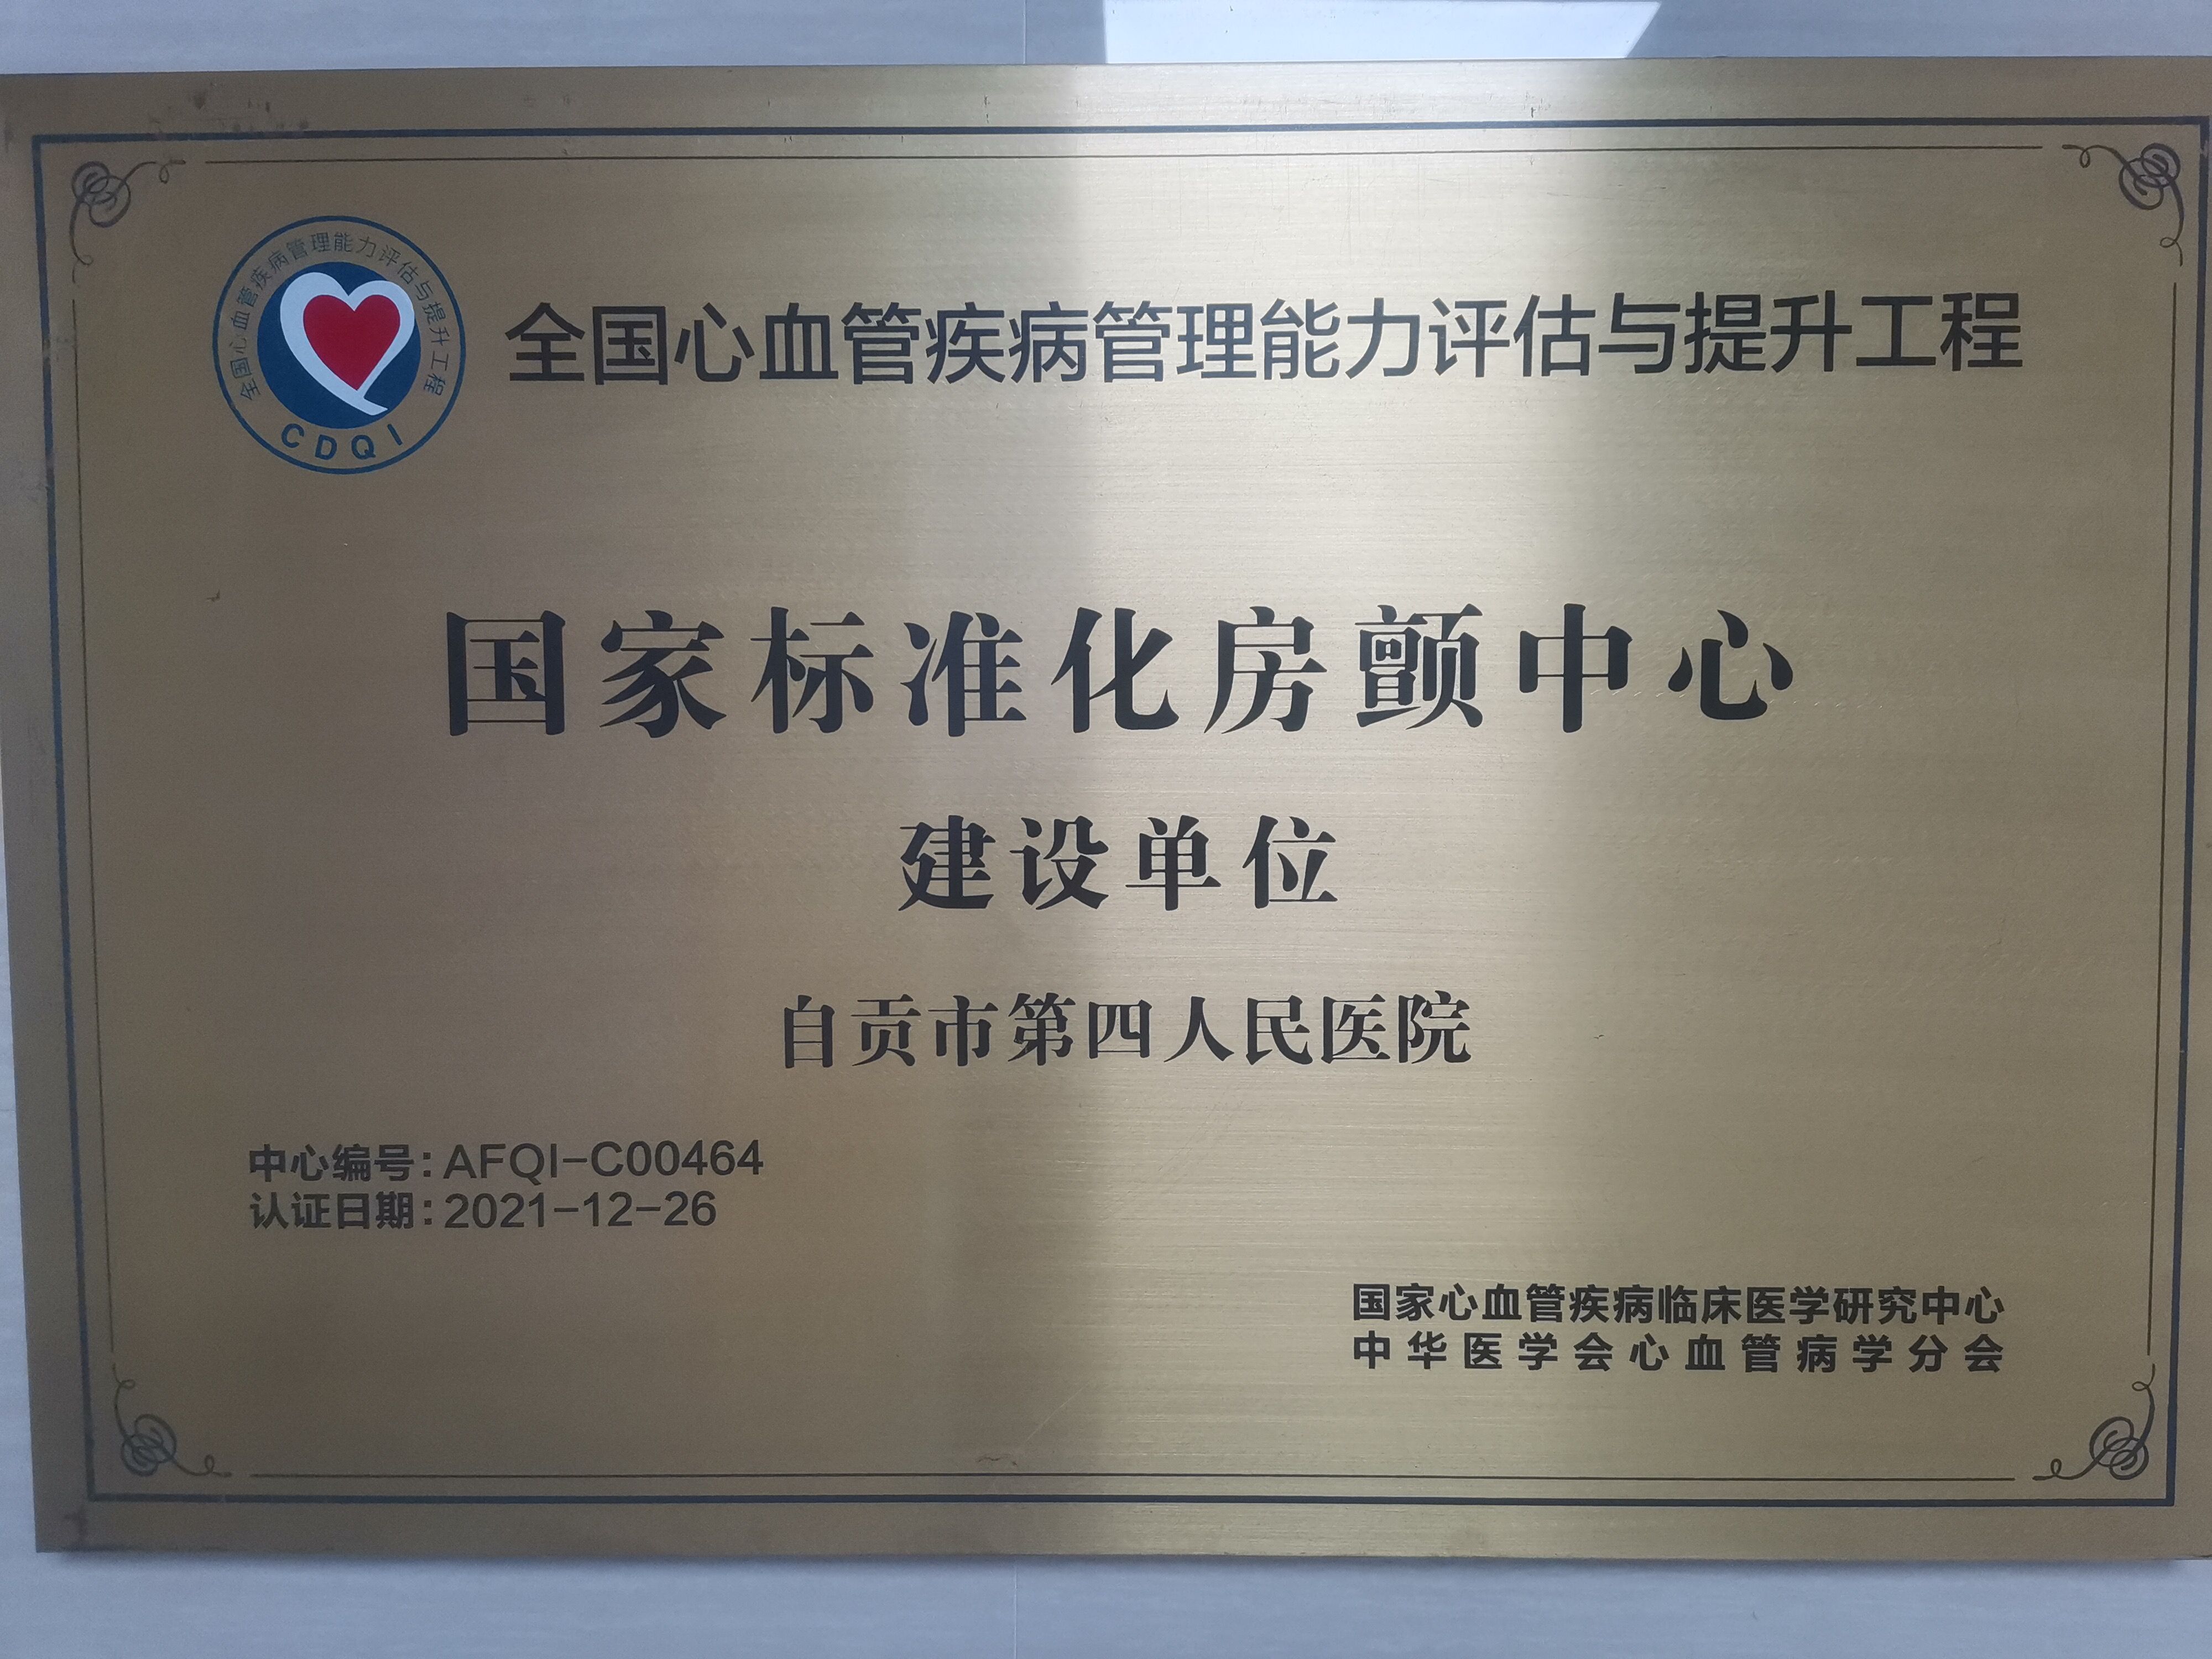 全国心血管疾病管理能力评估与提升工程
CDQI
全国心血管疾病管理能力评估与提升工程
国家标准化房颤中心
建设单位
自贡市第四人民医院
中心编号：AFQI-C00464
认证日期：2021-12-26
国家心血管疾病临床医学研究中心
中华医学会心血管病学分会